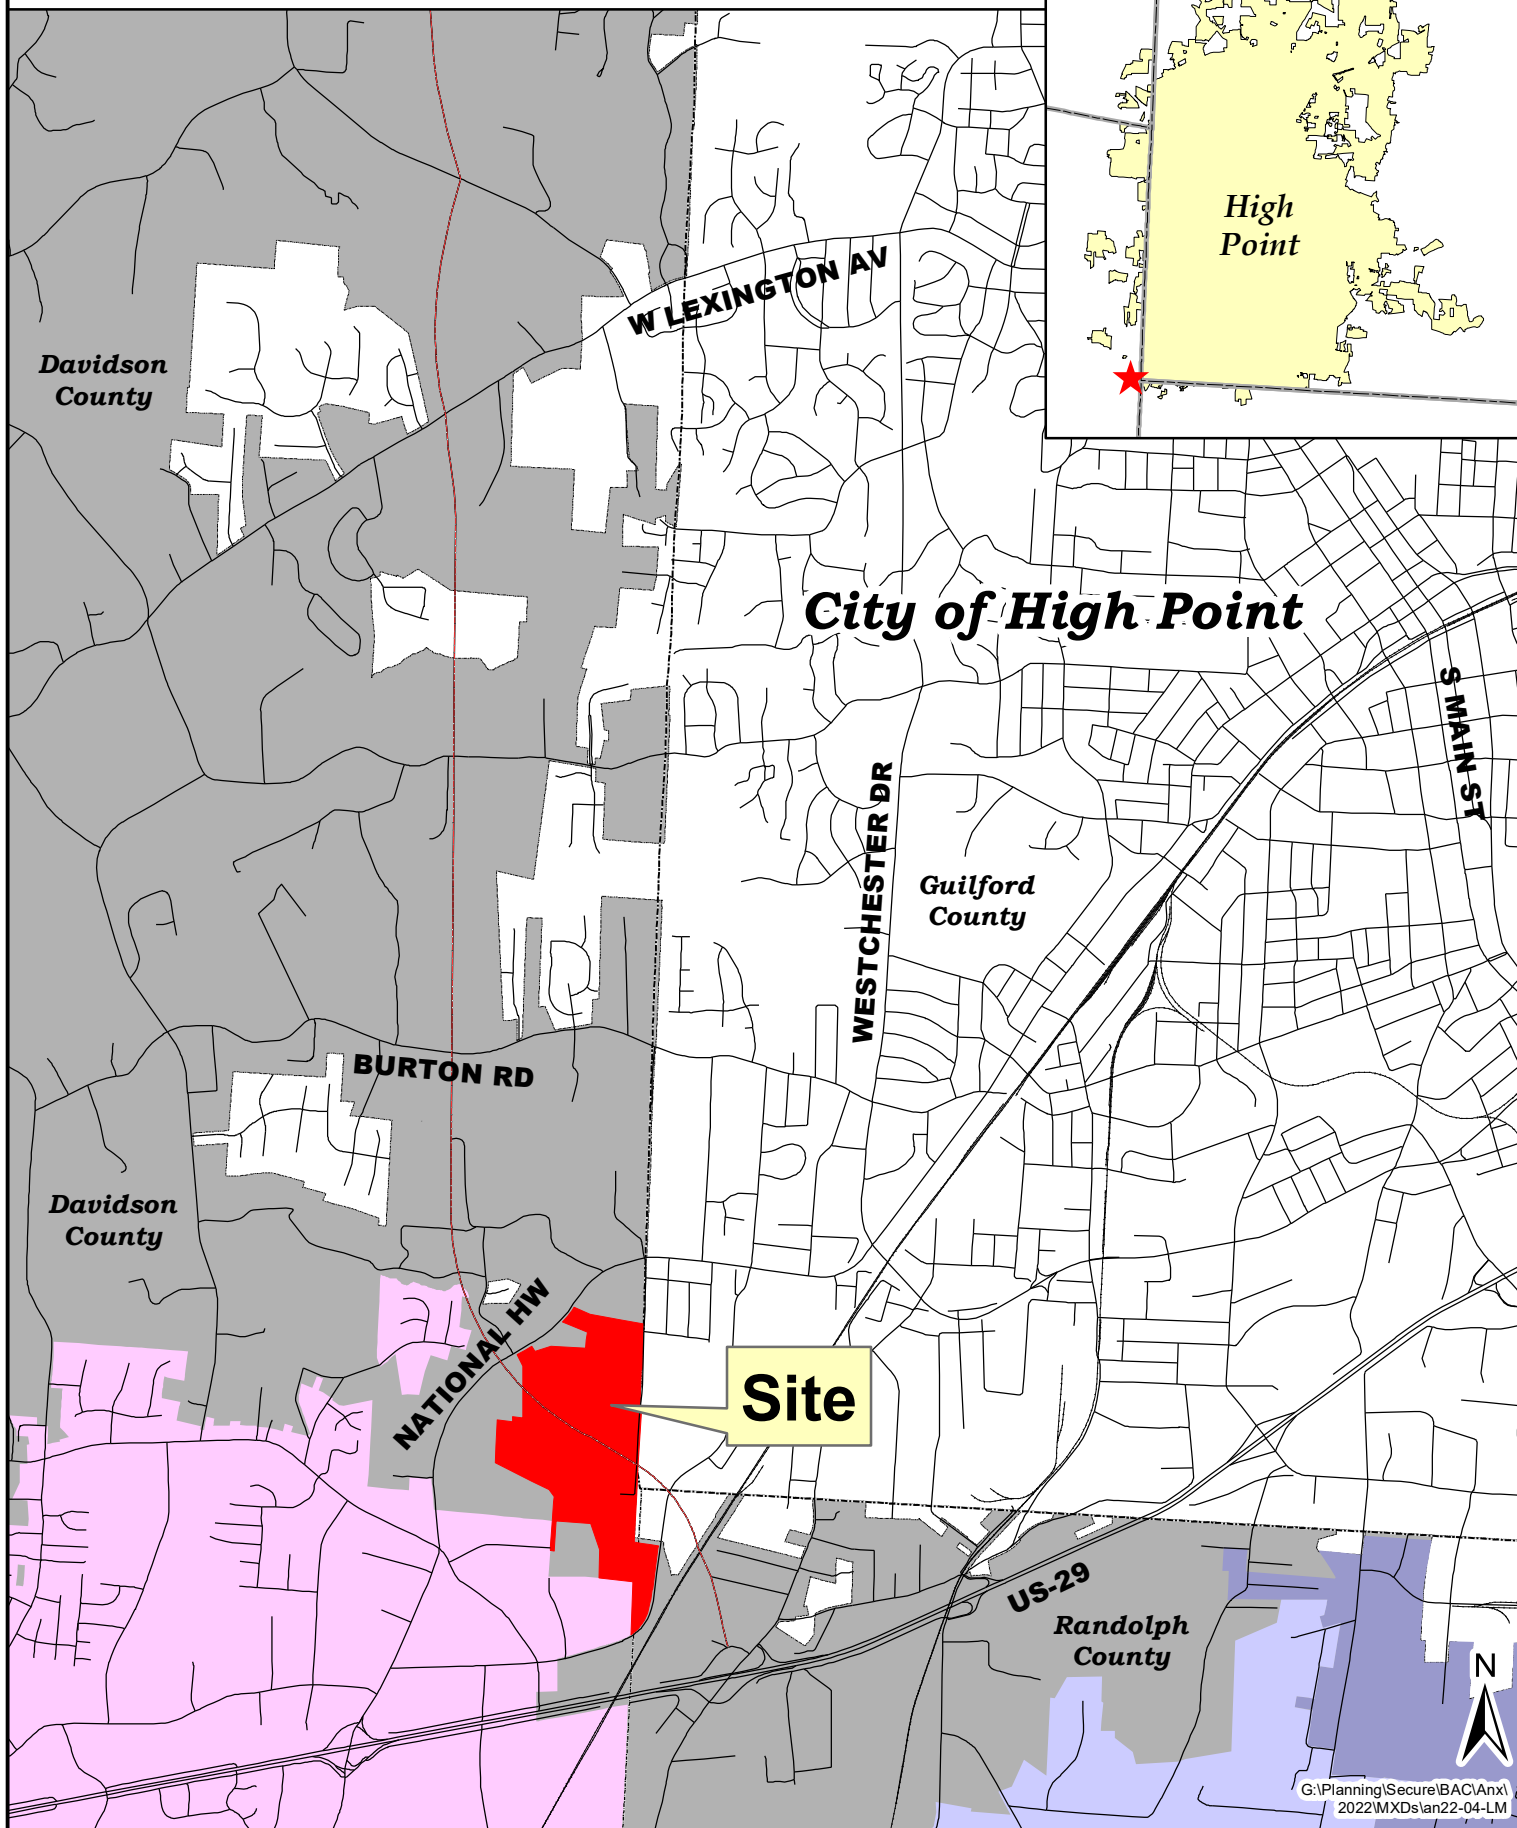 High
Point
W LEXINGTON AV
Davidson
County
City of High Point
S MAIN ST
WESTCHESTER DR
Guilford
County
BURTON RD
Davidson
County
NATIONAL HW
Site
US-29
Randolph
County
N
G:\Planning\Secure\BAC\Anx\
2022\MXDs\an22-04-LM